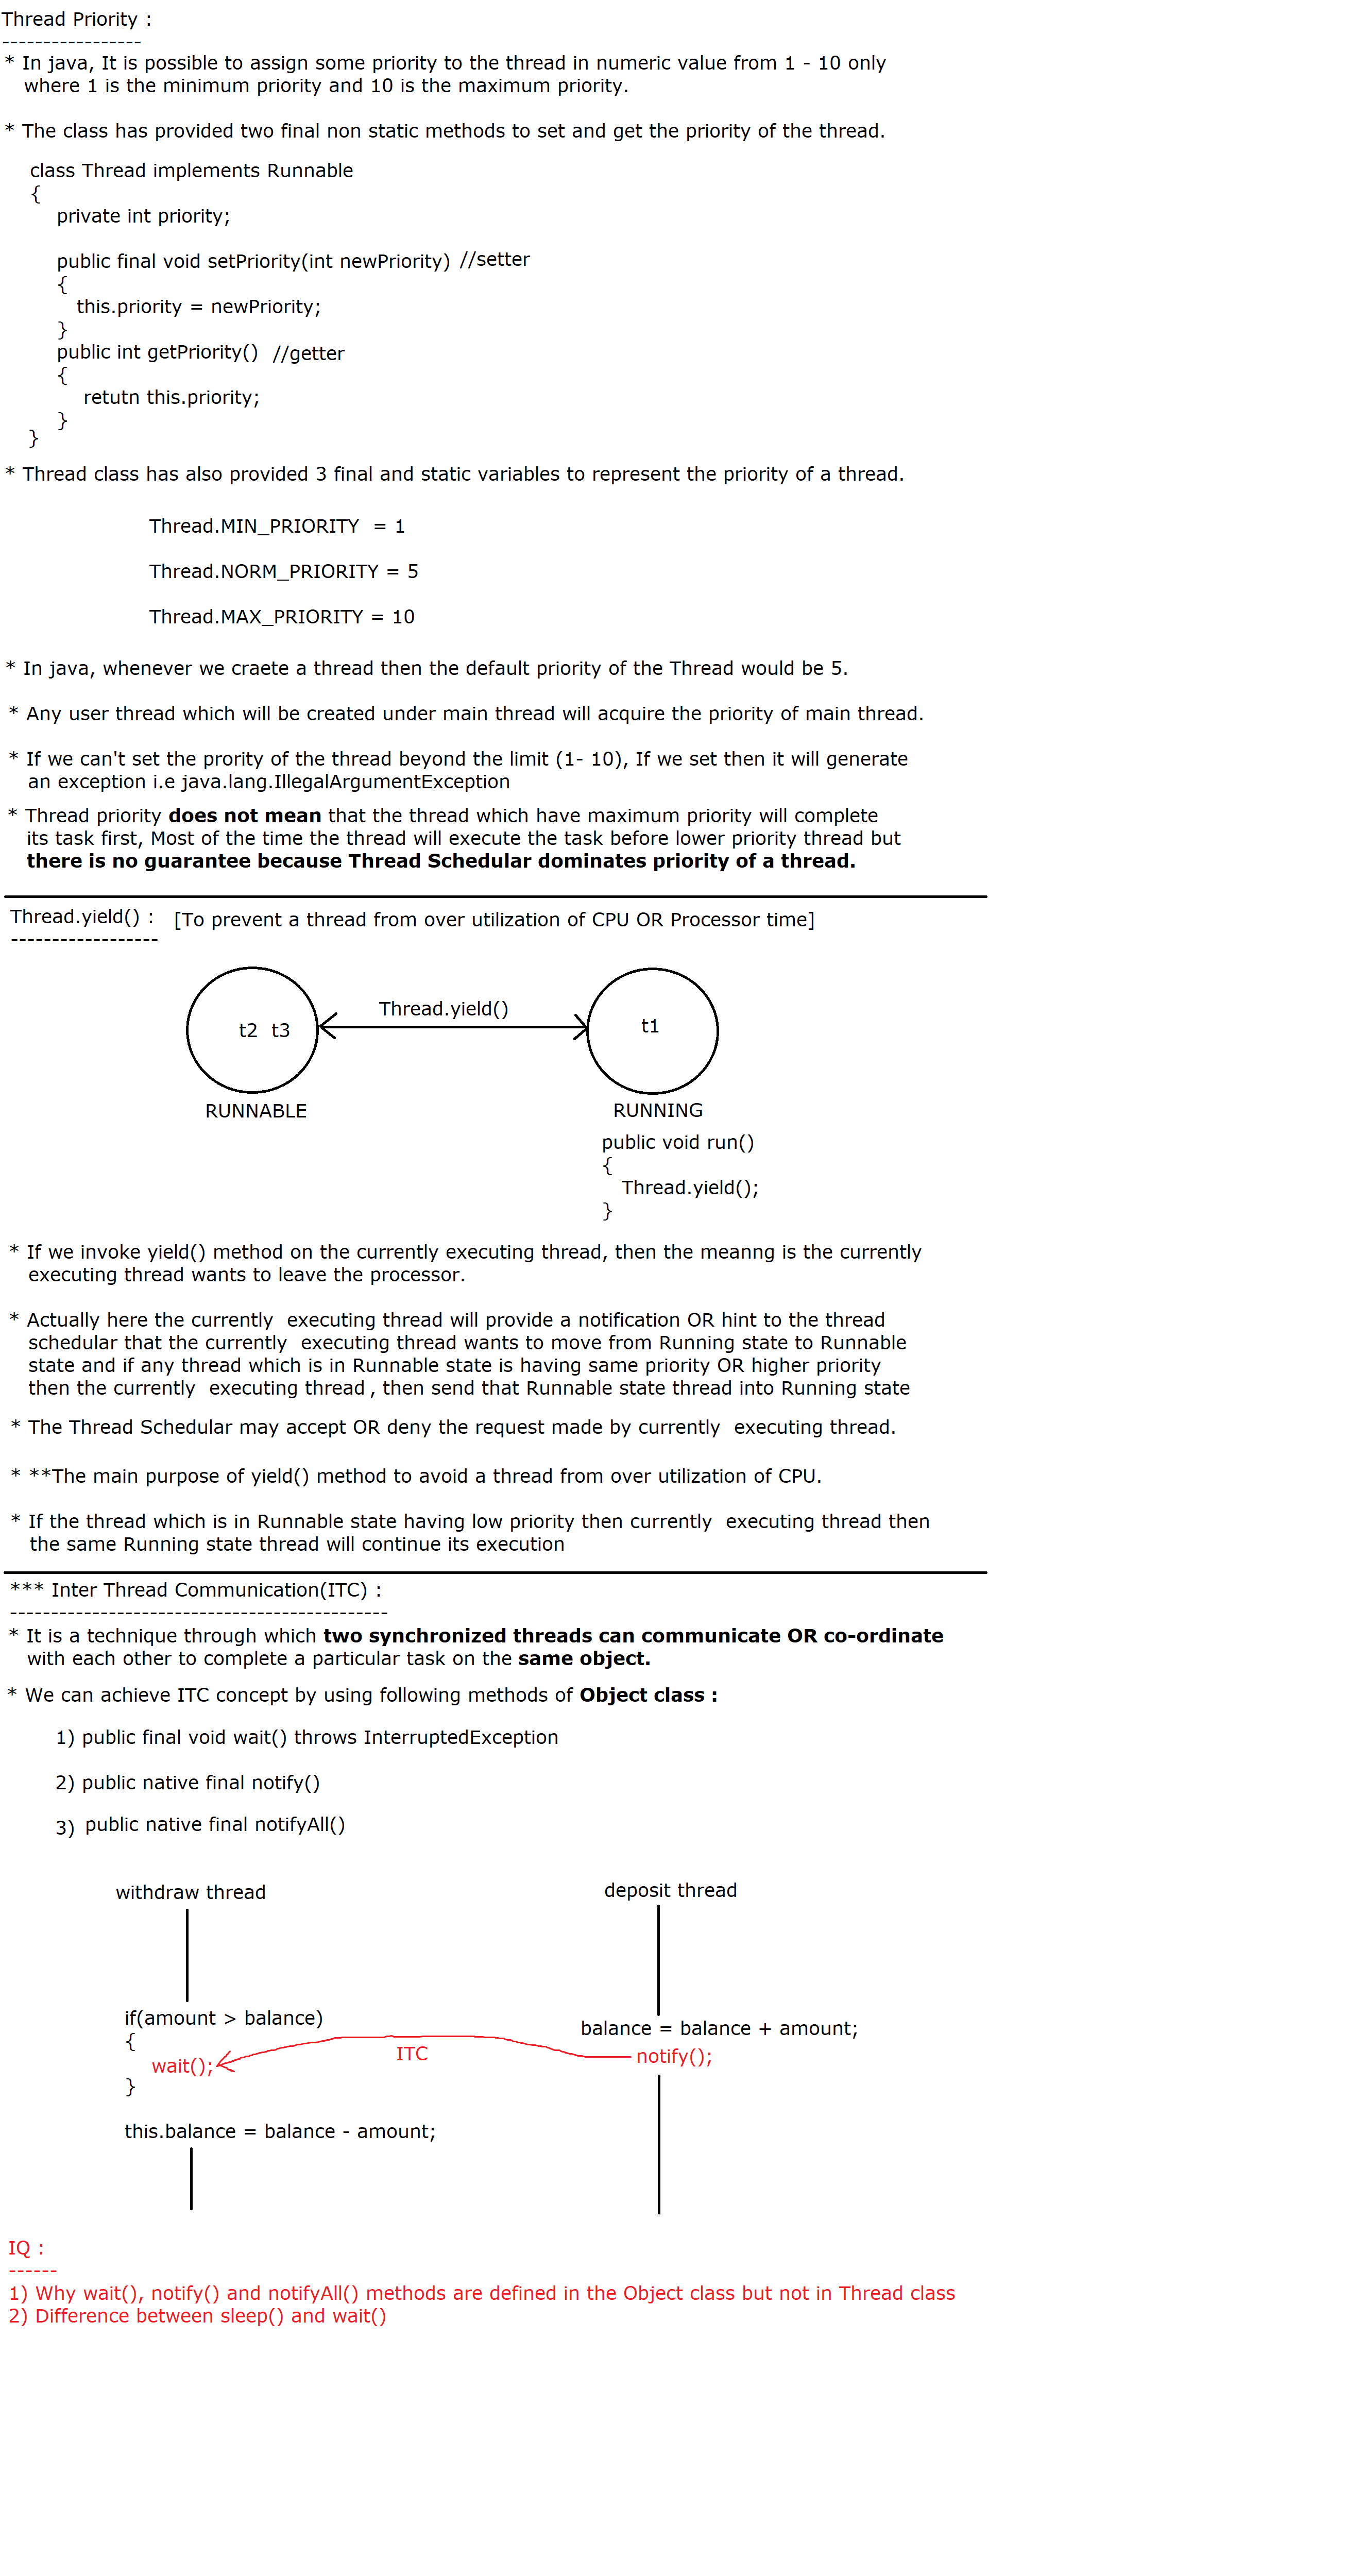 Thread Priority :
-----------------
* In java, It is possible to assign some priority to the thread in numeric value from 1 - 10 only
where 1 is the minimum priority and 10 is the maximum priority.
* The class has provided two final non static methods to set and get the priority of the thread.
class Thread implements Runnable
{
private int priority;
public final void setPriority(int newPriority) //setter
{
this.priority = newPriority;
}
public int getPriority() //getter
{
retutn this.priority;
}
}
* Thread class has also provided 3 final and static variables to represent the priority of a thread.
Thread.MIN_PRIORITY = 1
Thread.NORM_PRIORITY = 5
Thread.MAX_PRIORITY = 10
* In java, whenever we craete a thread then the default priority of the Thread would be 5.
* Any user thread which will be created under main thread will acquire the priority of main thread.
* If we can't set the prority of the thread beyond the limit (1- 10), If we set then it will generate
an exception i.e java.lang.IllegalArgumentException
* Thread priority does not mean that the thread which have maximum priority will complete
its task first, Most of the time the thread will execute the task before lower priority thread but
there is no guarantee because Thread Schedular dominates priority of a thread.
Thread.yield() : [To prevent a thread from over utilization of CPU OR Processor time]
------------------
Thread.yield()
t2 t3
t1
RUNNABLE
RUNNING
public void run()
{
Thread.yield();
}
* If we invoke yield() method on the currently executing thread, then the meanng is the currently
executing thread wants to leave the processor.
* Actually here the currently executing thread will provide a notification OR hint to the thread
schedular that the currently executing thread wants to move from Running state to Runnable
state and if any thread which is in Runnable state is having same priority OR higher priority
then the currently executing thread , then send that Runnable state thread into Running state
* The Thread Schedular may accept OR deny the request made by currently executing thread.
* **The main purpose of yield() method to avoid a thread from over utilization of CPU.
* If the thread which is in Runnable state having low priority then currently executing thread then
the same Running state thread will continue its execution
*** Inter Thread Communication(ITC) :
----------------------------------------------
* It is a technique through which two synchronized threads can communicate OR co-ordinate
with each other to complete a particular task on the same object.
* We can achieve ITC concept by using following methods of Object class :
1) public final void wait() throws InterruptedException
2) public native final notify()
3) public native final notifyAll()
withdraw thread
deposit thread
if(amount > balance)
{
wait();
}
this.balance = balance - amount;
ITC
balance = balance + amount;
notify();
IQ :
------
1) Why wait(), notify() and notifyAll() methods are defined in the Object class but not in Thread class
2) Difference between sleep() and wait()